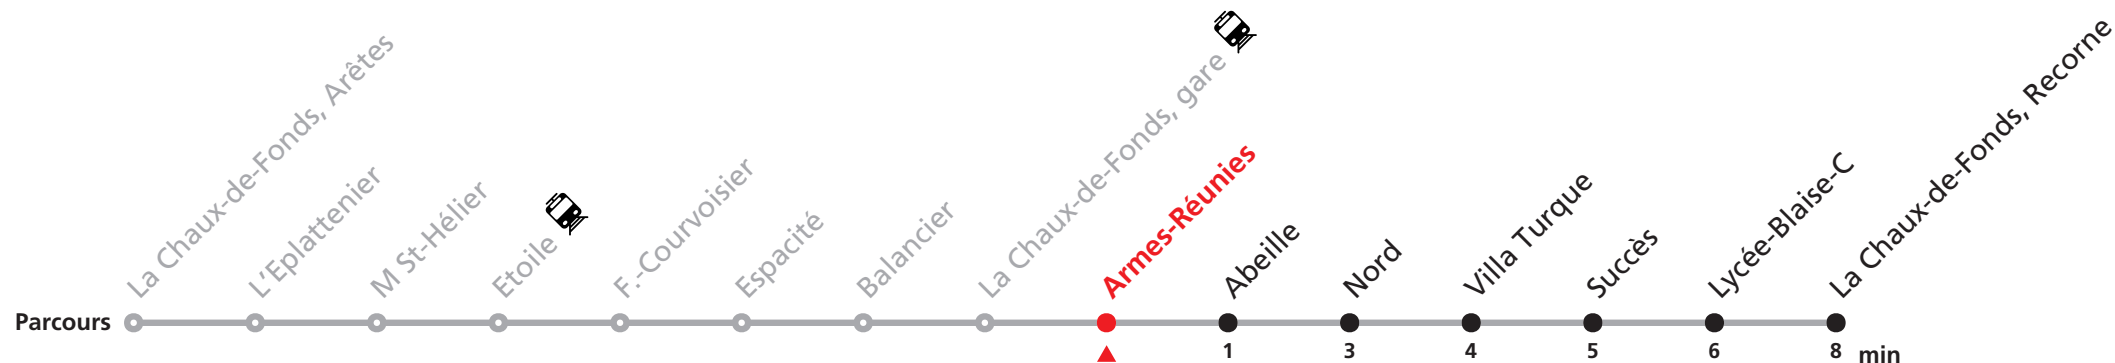 La Chaux-de-Fonds, Arêtes
L'Eplattenier
M St-Hélier
Etoile
F.-Courvoisier
Espacité
Balancier
La Chaux-de-Fonds, gare
Armes-Réunies
Abeille
Nord
Villa Turque
Succès
Lycée-Blaise-C
La Chaux-de-Fonds, Recorne
Parcours
1 3 4 5 6 8 min